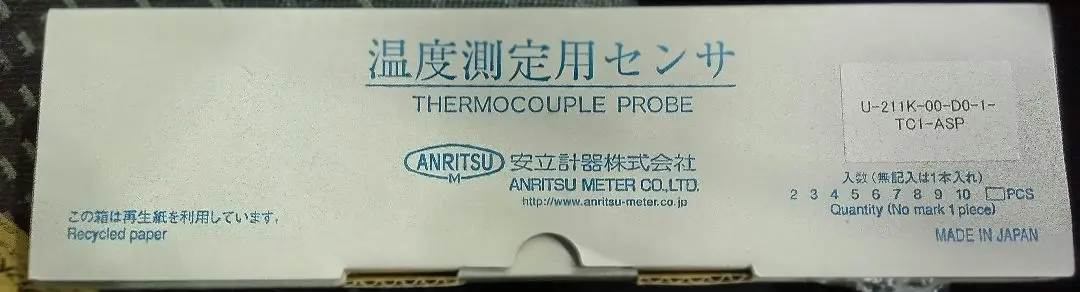 温度測定用センサ
THERMOCOUPLE PROBE
U-211K-00-D0-1-
TC1-ASP
ANRITSU
M
安立計器株式会社
ANRITSU METER CO.,LTD.
http://www.anritsu-meter.co.jp
入数(無記入は1本入れ)
2 3 4 5 6 7 8 9 10 □PCS
Quantity (No mark 1 piece)
この箱は再生紙を利用しています。
Recycled paper
MADE IN JAPAN